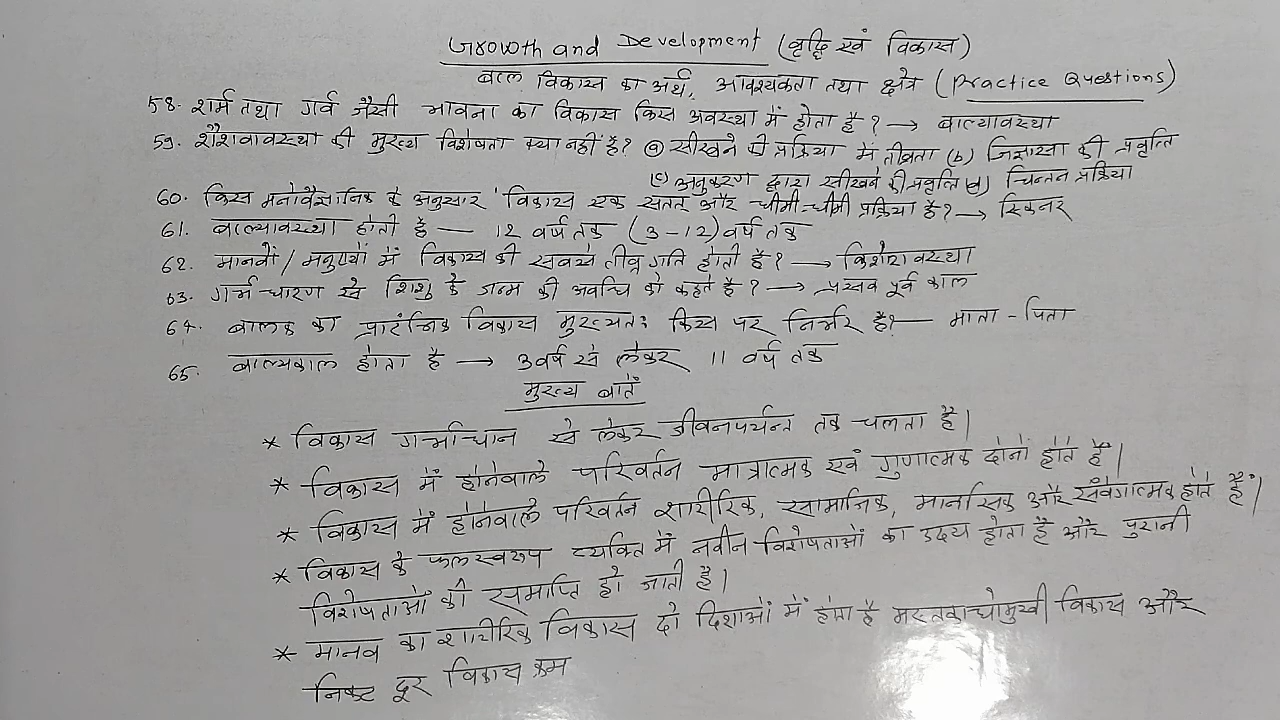 Growth and Development (वृद्धि एवं विकास)
बाल विकास का अर्थ, आवश्यकता तथा क्षेत्र (Practice Questions)
58. शर्म तथा गर्व जैसी भावना का विकास किस अवस्था में होता है? → बाल्यावस्था
59. शैशवावस्था की मुख्य विशेषता क्या नहीं है? (a) सीखने की प्रक्रिया में तीव्रता (b) जिज्ञासा की प्रवृत्ति
(c) अनुकरण द्वारा सीखने की प्रवृत्ति (d) चिन्तन प्रक्रिया
60. किस मनोवैज्ञानिक के अनुसार 'विकास एक सतत् और धीमी-धीमी प्रक्रिया है? → स्किनर
61. बाल्यावस्था होती है — 12 वर्ष तक (3-12) वर्ष तक
62. मानवों / मनुष्यों में विकास की सबसे तीव्र गति होती है? → किशोरावस्था
63. गर्भधारण से शिशु के जन्म की अवधि को कहते है? → प्रसव पूर्व काल
64. बालक का प्रारंभिक विकास मुख्यतः किस पर निर्भर है? — माता - पिता
65. बाल्यकाल होता है → 3 वर्ष से लेकर 11 वर्ष तक
मुख्य बातें
* विकास गर्भाधान से लेकर जीवनपर्यन्त तक चलता है।
* विकास में होनेवाले परिवर्तन मात्रात्मक एवं गुणात्मक दोनो होते हैं।
* विकास में होनेवाले परिवर्तन शारीरिक, सामाजिक, मानसिक और संवेगात्मक होते हैं।
* विकास के फलस्वरूप व्यक्ति में नवीन विशेषताओं का उदय होता है और पुरानी
विशेषताओं की समाप्ति हो जाती है।
* मानव का शारीरिक विकास दो दिशाओं में होता है मस्तकाधोमुखी विकास और
निकट दूर विकास क्रम